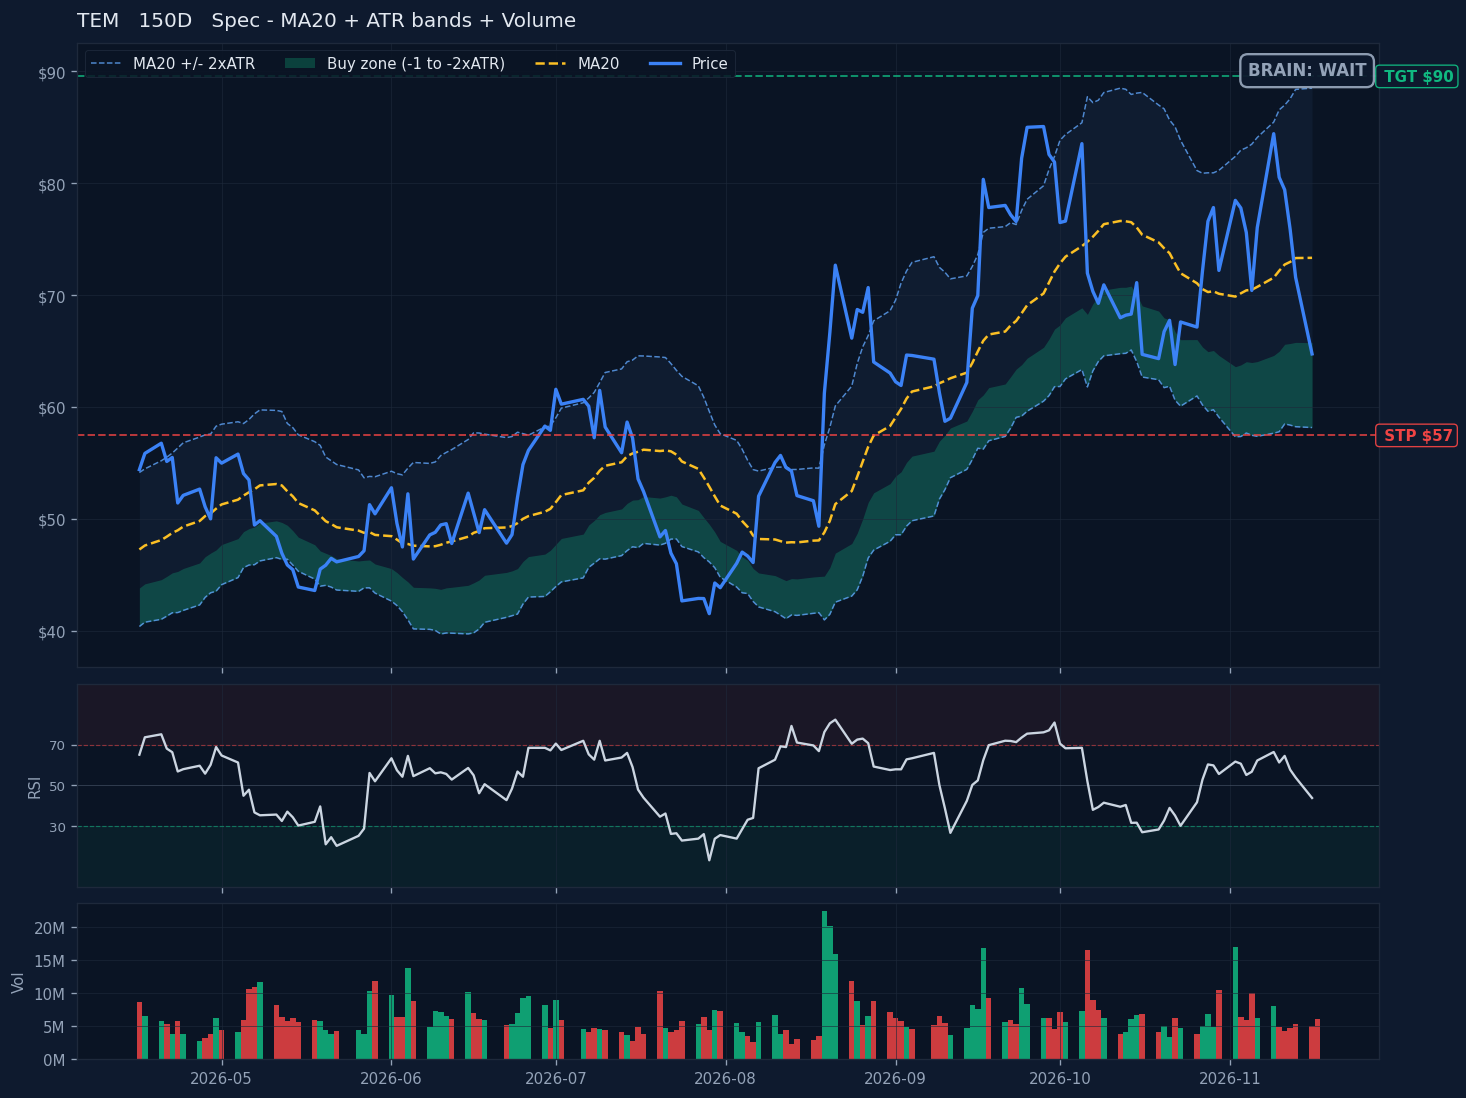 TEM   150D   Spec - MA20 + ATR bands + Volume
MA20 +/- 2xATR
Buy zone (-1 to -2xATR)
MA20
Price
BRAIN: WAIT
TGT $90
$90
$80
$70
$60
STP $57
$50
$40
RSI
70
50
30
Vol
20M
15M
10M
5M
0M
2026-05
2026-06
2026-07
2026-08
2026-09
2026-10
2026-11